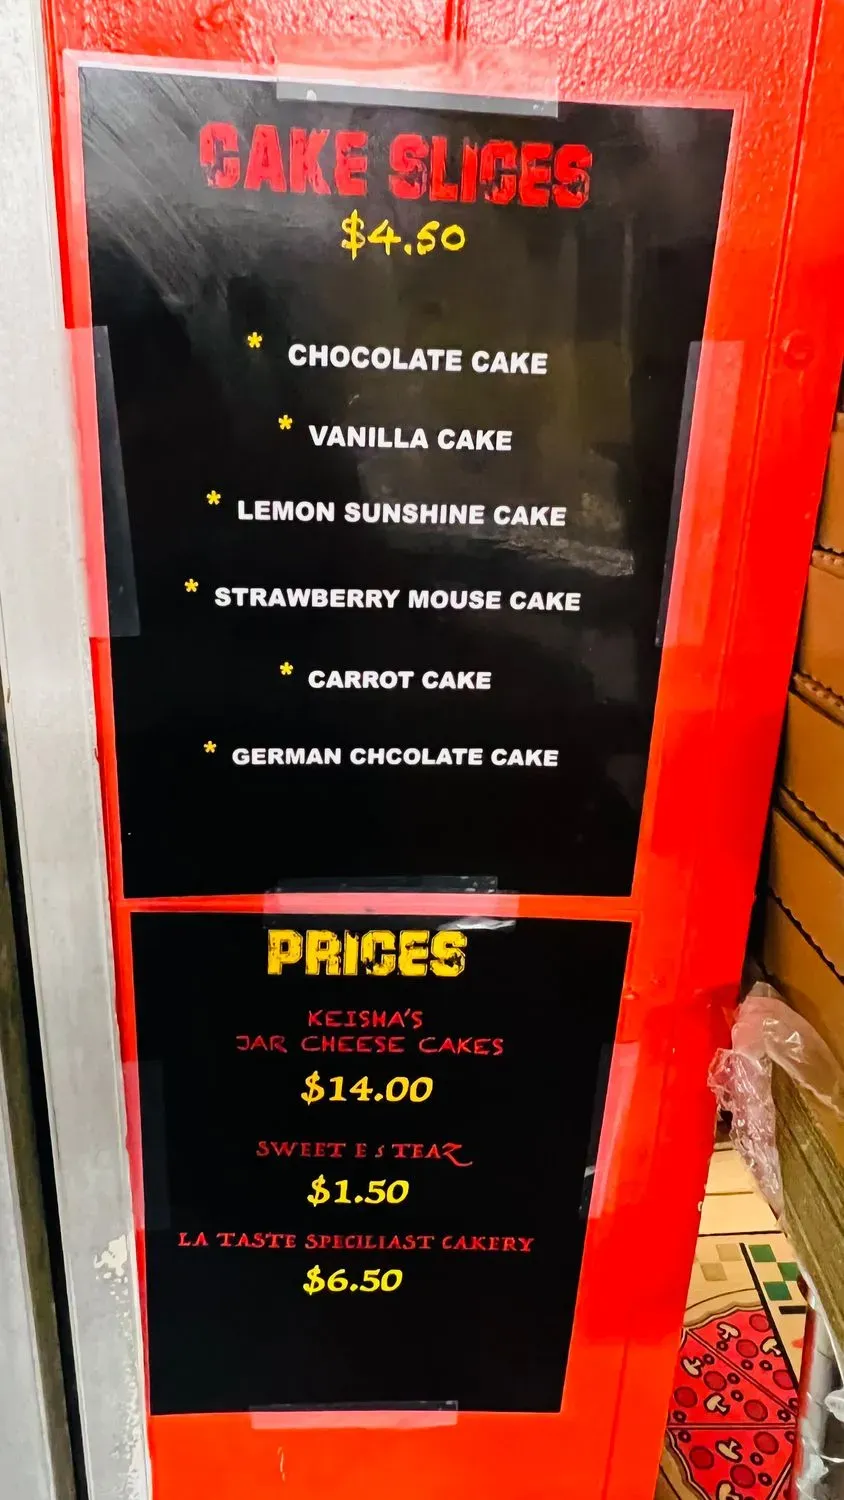 CAKE SLICES
$4.50
* CHOCOLATE CAKE
* VANILLA CAKE
* LEMON SUNSHINE CAKE
* STRAWBERRY MOUSE CAKE
* CARROT CAKE
* GERMAN CHCOLATE CAKE
PRICES
KEISHA'S
JAR CHEESE CAKES
$14.00
SWEET E s TEAZ
$1.50
LA TASTE SPECILIAST CAKERY
$6.50